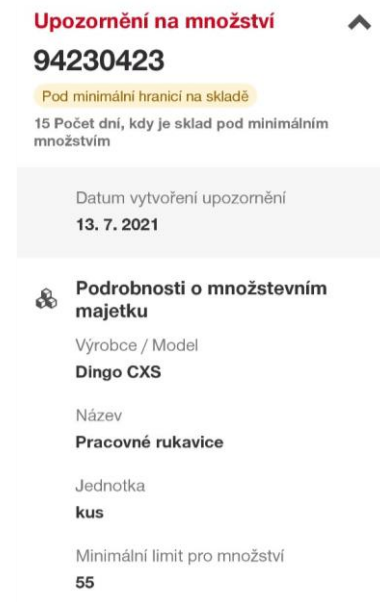 Upozornění na množství
94230423
Pod minimální hranicí na skladě
15 Počet dní, kdy je sklad pod minimálním
množstvím
Datum vytvoření upozornění
13. 7. 2021
Podrobnosti o množstevním
majetku
Výrobce / Model
Dingo CXS
Název
Pracovné rukavice
Jednotka
kus
Minimální limit pro množství
55